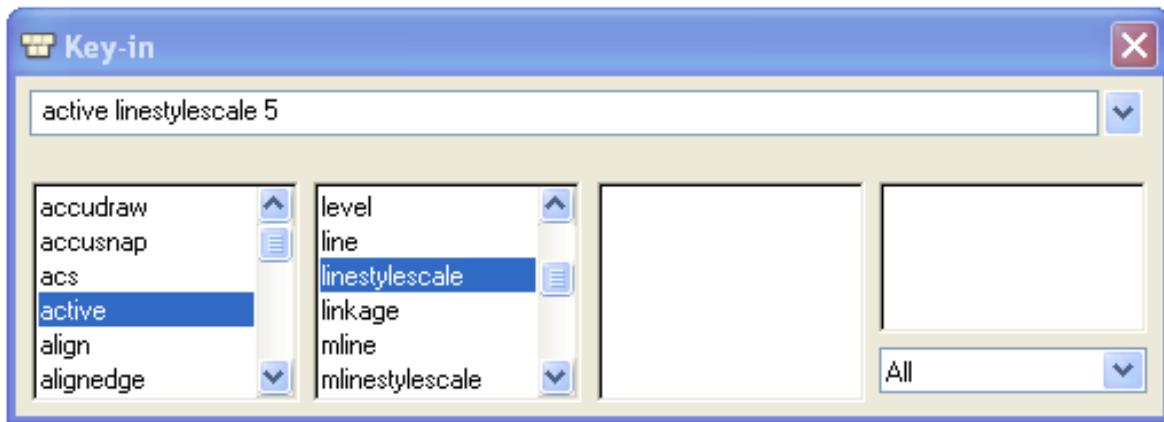 Key-in
active linestylescale 5
accudraw
accusnap
acs
active
align
alignedge
level
line
linestylescale
linkage
mline
mlinestylescale
All